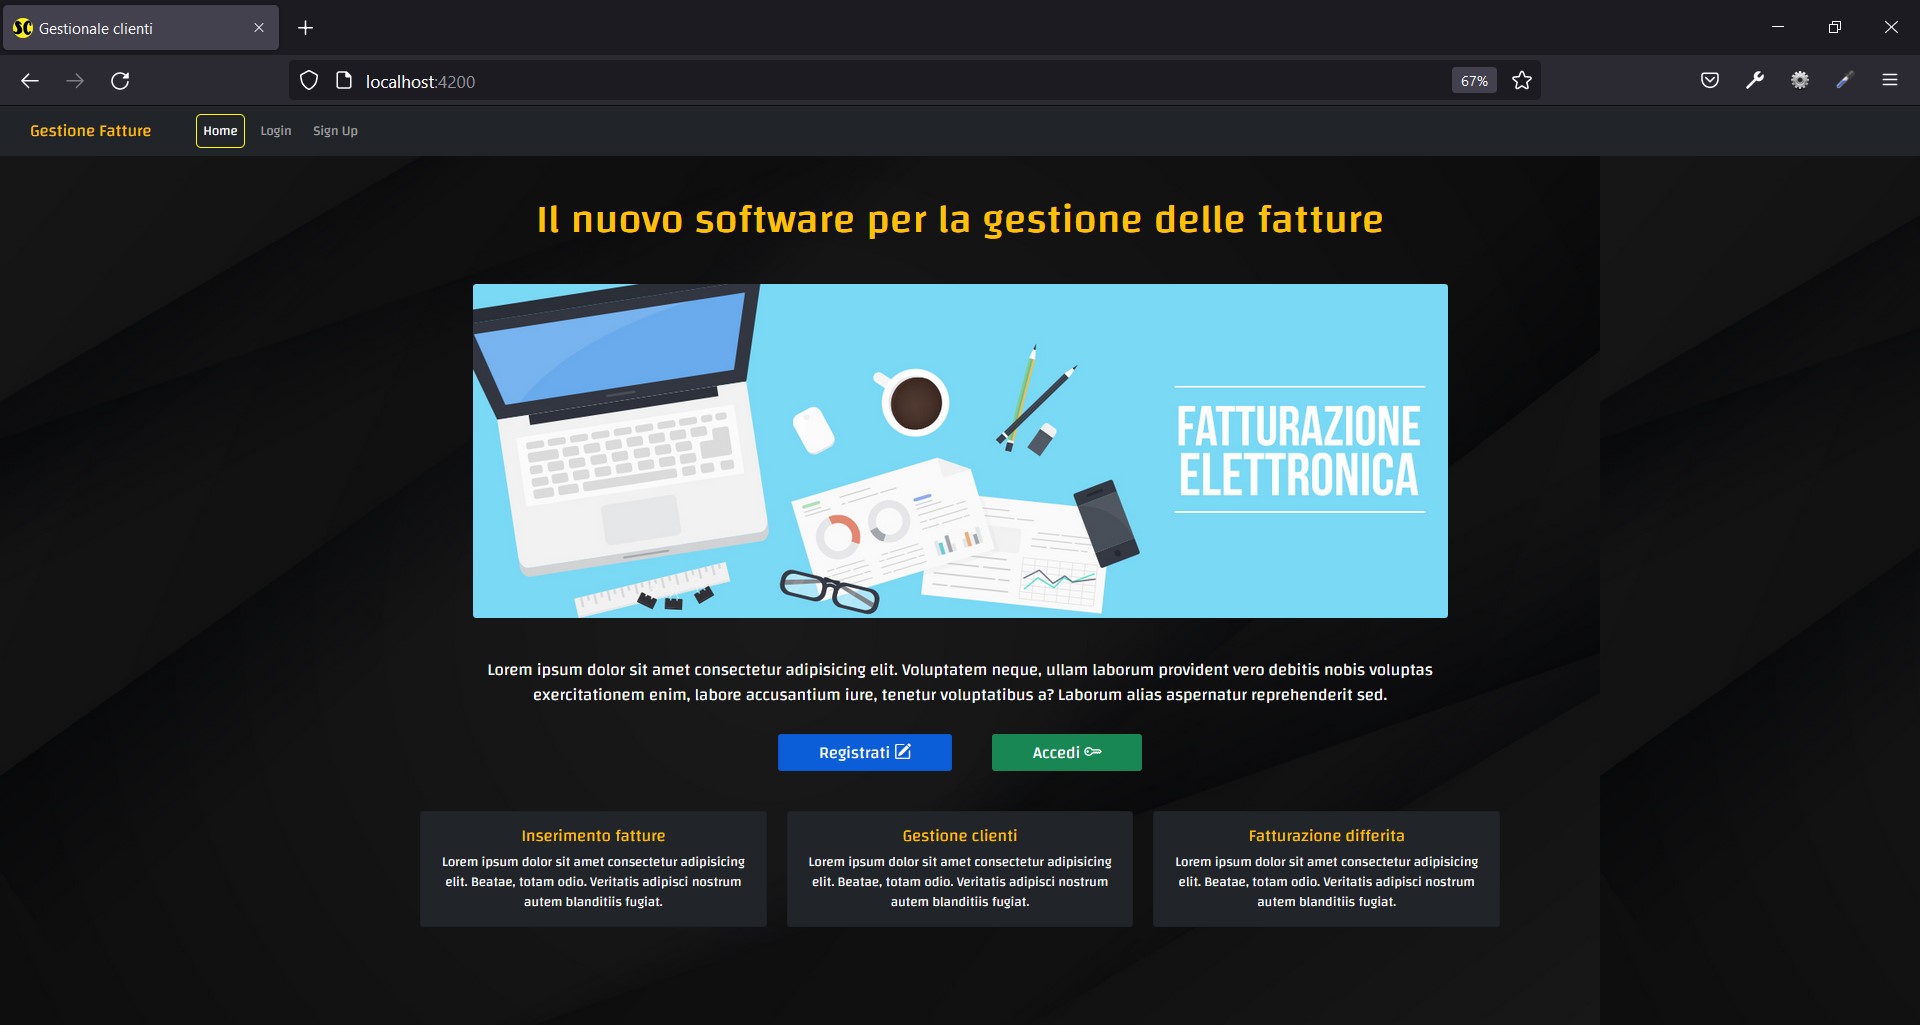 SC Gestionale clienti
localhost:4200
67%
Gestione Fatture
Home
Login
Sign Up
Il nuovo software per la gestione delle fatture
FATTURAZIONE
ELETTRONICA
Lorem ipsum dolor sit amet consectetur adipisicing elit. Voluptatem neque, ullam laborum provident vero debitis nobis voluptas
exercitationem enim, labore accusantium iure, tenetur voluptatibus a? Laborum alias aspernatur reprehenderit sed.
Registrati
Accedi
Inserimento fatture
Lorem ipsum dolor sit amet consectetur adipisicing
elit. Beatae, totam odio. Veritatis adipisci nostrum
autem blanditiis fugiat.
Gestione clienti
Lorem ipsum dolor sit amet consectetur adipisicing
elit. Beatae, totam odio. Veritatis adipisci nostrum
autem blanditiis fugiat.
Fatturazione differita
Lorem ipsum dolor sit amet consectetur adipisicing
elit. Beatae, totam odio. Veritatis adipisci nostrum
autem blanditiis fugiat.